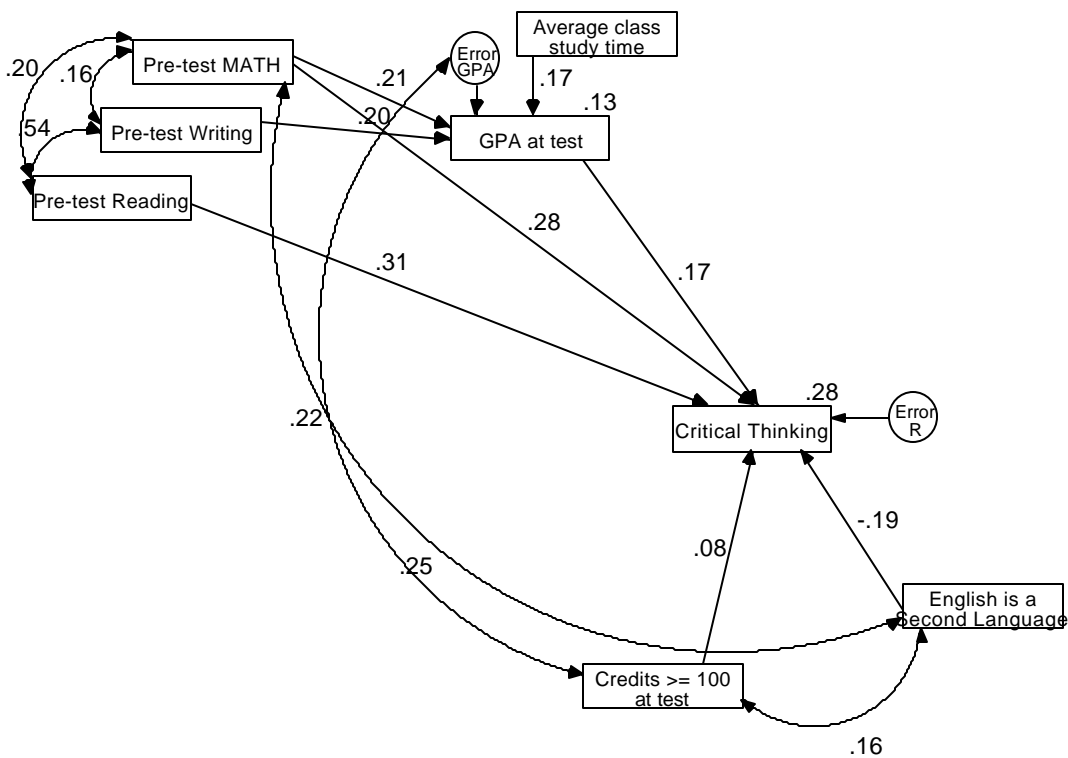 Average class
study time
Error
GPA
.20
Pre-test MATH
.16
.21
.17
.13
.20
GPA at test
.54
Pre-test Writing
Pre-test Reading
.28
.31
.17
.28
Error
R
.22
Critical Thinking
-.19
.08
.25
English is a
Second Language
Credits >= 100
at test
.16